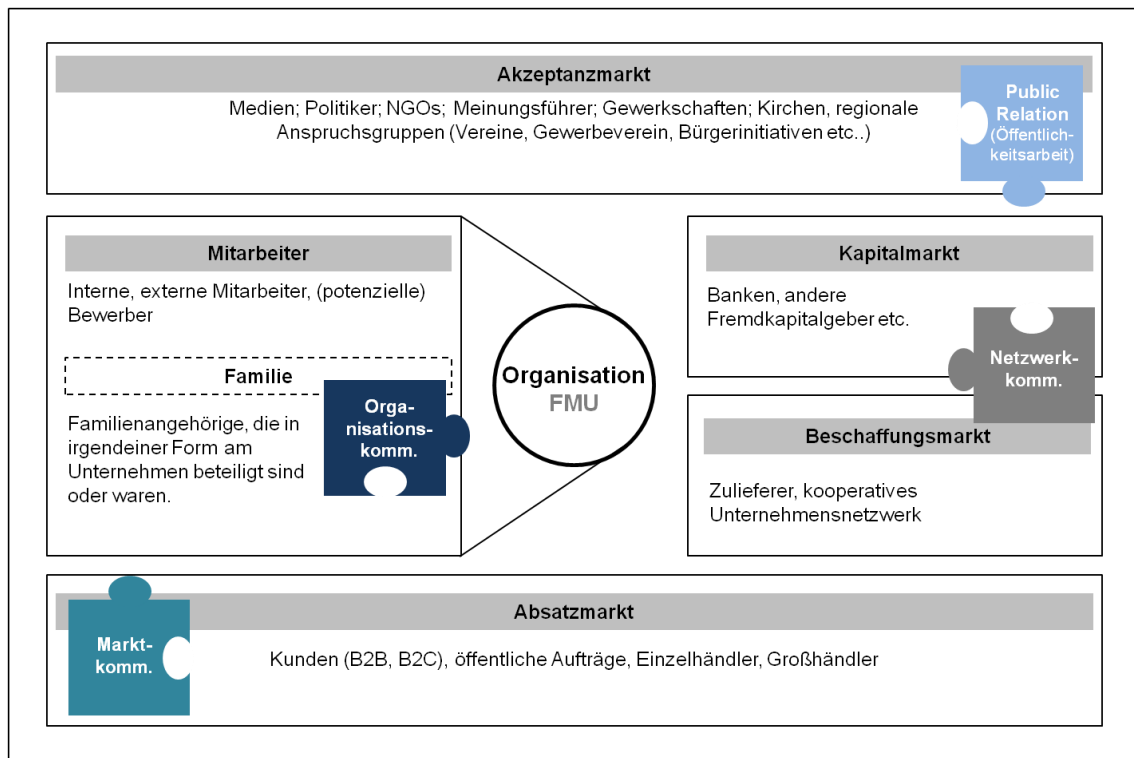 Akzeptanzmarkt
Medien; Politiker; NGOs; Meinungsführer; Gewerkschaften; Kirchen, regionale
Anspruchsgruppen (Vereine, Gewerbeverein, Bürgerinitiativen etc..)
Public
Relation
(Öffentlich-
keitsarbeit)
Mitarbeiter
Interne, externe Mitarbeiter, (potenzielle)
Bewerber
Familie
Familienangehörige, die in
irgendeiner Form am
Unternehmen beteiligt sind
oder waren.
Orga-
nisations-
komm.
Organisation
FMU
Kapitalmarkt
Banken, andere
Fremdkapitalgeber etc.
Netzwerk-
komm.
Beschaffungsmarkt
Zulieferer, kooperatives
Unternehmensnetzwerk
Absatzmarkt
Markt-
komm.
Kunden (B2B, B2C), öffentliche Aufträge, Einzelhändler, Großhändler